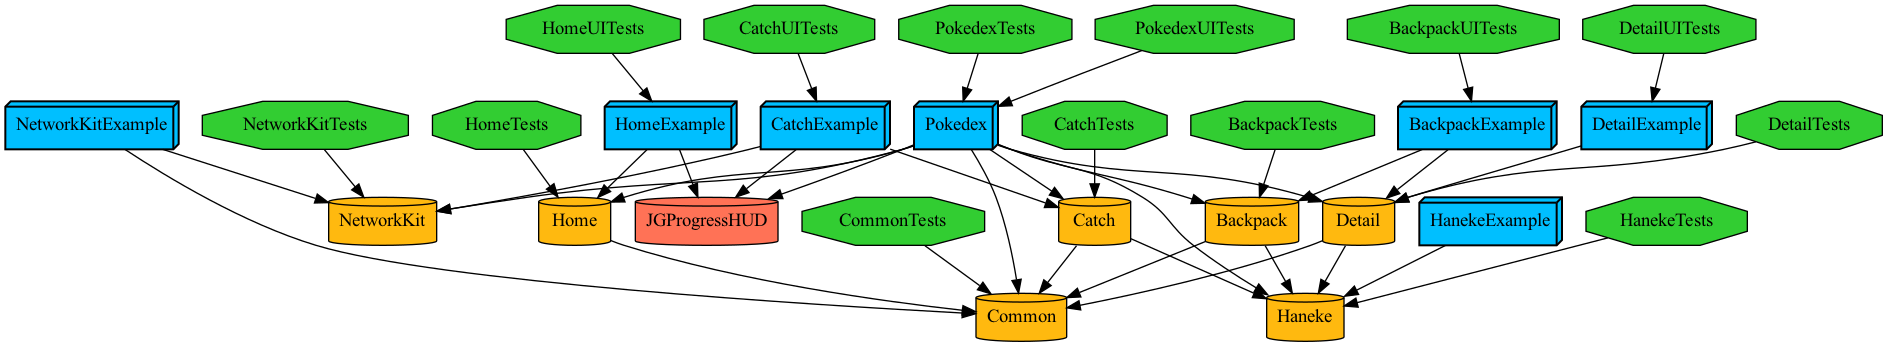 HomeUITests
CatchUITests
PokedexTests
PokedexUITests
BackpackUITests
DetailUITests
NetworkKitExample
NetworkKitTests
HomeTests
HomeExample
CatchExample
Pokedex
CatchTests
BackpackTests
BackpackExample
DetailExample
DetailTests
NetworkKit
Home
JGProgressHUD
CommonTests
Catch
Backpack
Detail
HanekeExample
HanekeTests
Common
Haneke